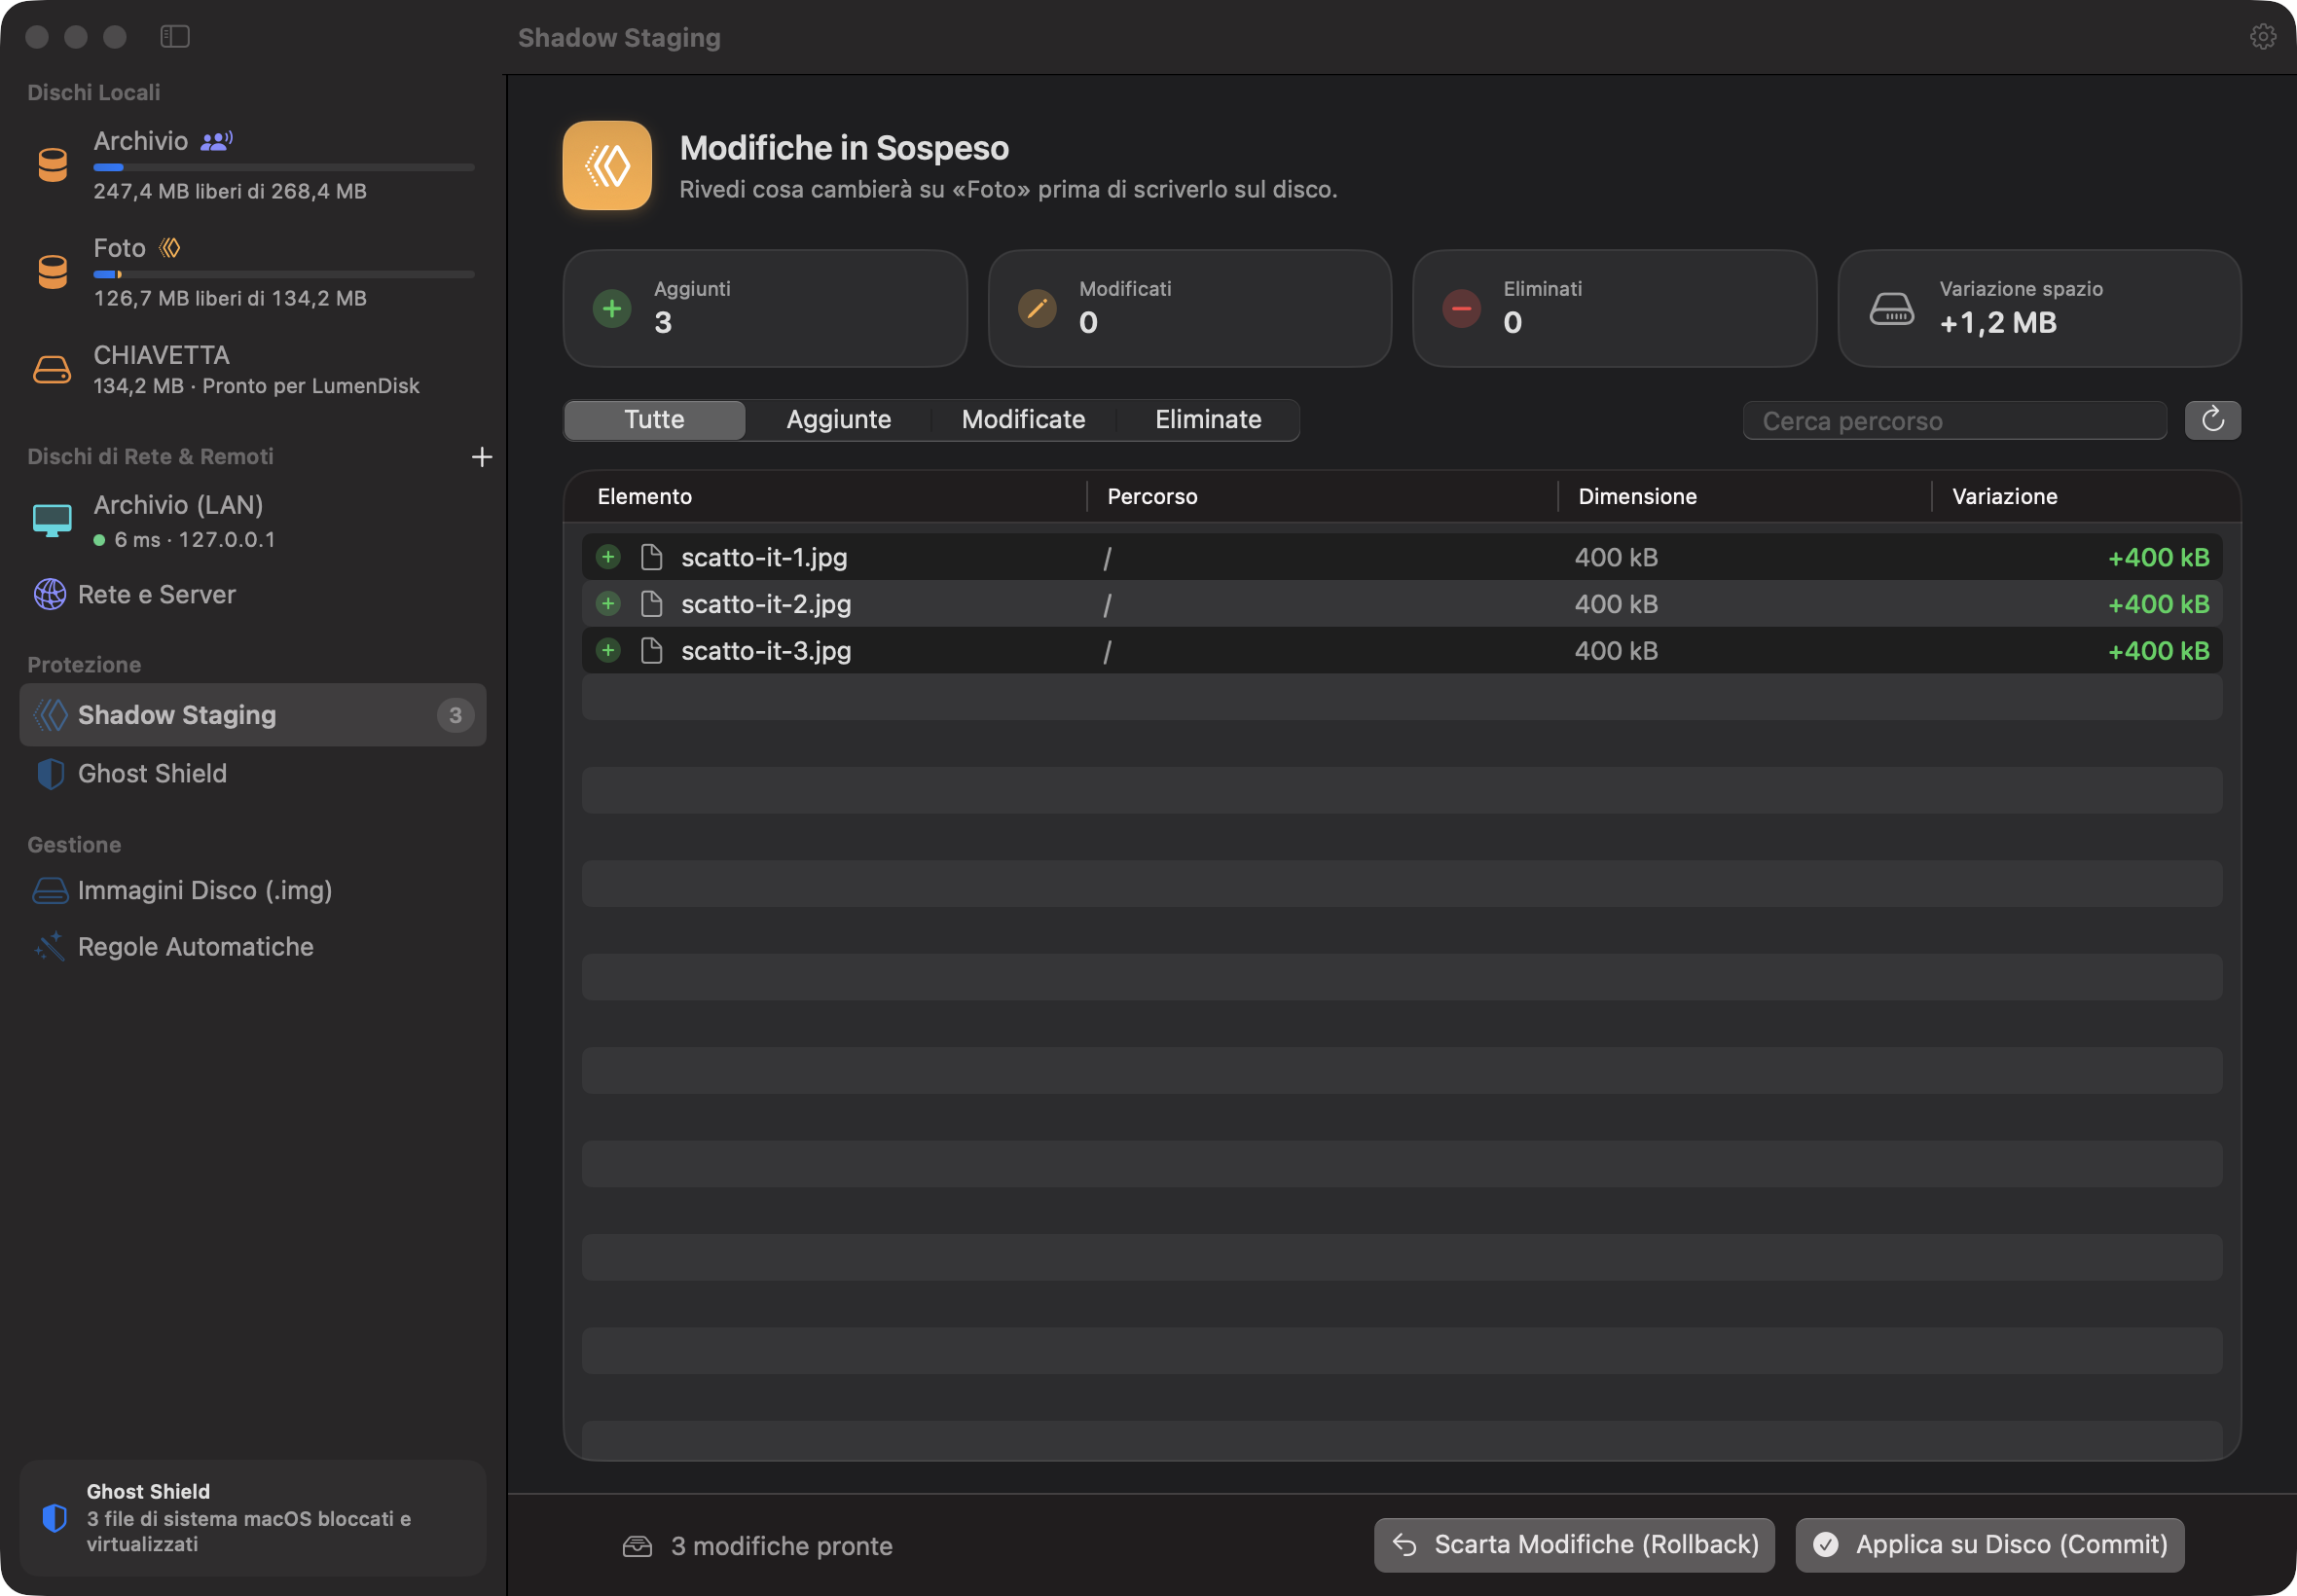 Shadow Staging
Dischi Locali
Archivio
247,4 MB liberi di 268,4 MB
Foto
126,7 MB liberi di 134,2 MB
CHIAVETTA
134,2 MB · Pronto per LumenDisk
Dischi di Rete & Remoti
Archivio (LAN)
6 ms · 127.0.0.1
Rete e Server
Protezione
Shadow Staging 3
Ghost Shield
Gestione
Immagini Disco (.img)
Regole Automatiche
Ghost Shield
3 file di sistema macOS bloccati e
virtualizzati
Modifiche in Sospeso
Rivedi cosa cambierà su «Foto» prima di scriverlo sul disco.
Aggiunti
3
Modificati
0
Eliminati
0
Variazione spazio
+1,2 MB
Tutte Aggiunte Modificate Eliminate Cerca percorso
Elemento Percorso Dimensione Variazione
scatto-it-1.jpg / 400 kB +400 kB
scatto-it-2.jpg / 400 kB +400 kB
scatto-it-3.jpg / 400 kB +400 kB
3 modifiche pronte Scarta Modifiche (Rollback) Applica su Disco (Commit)